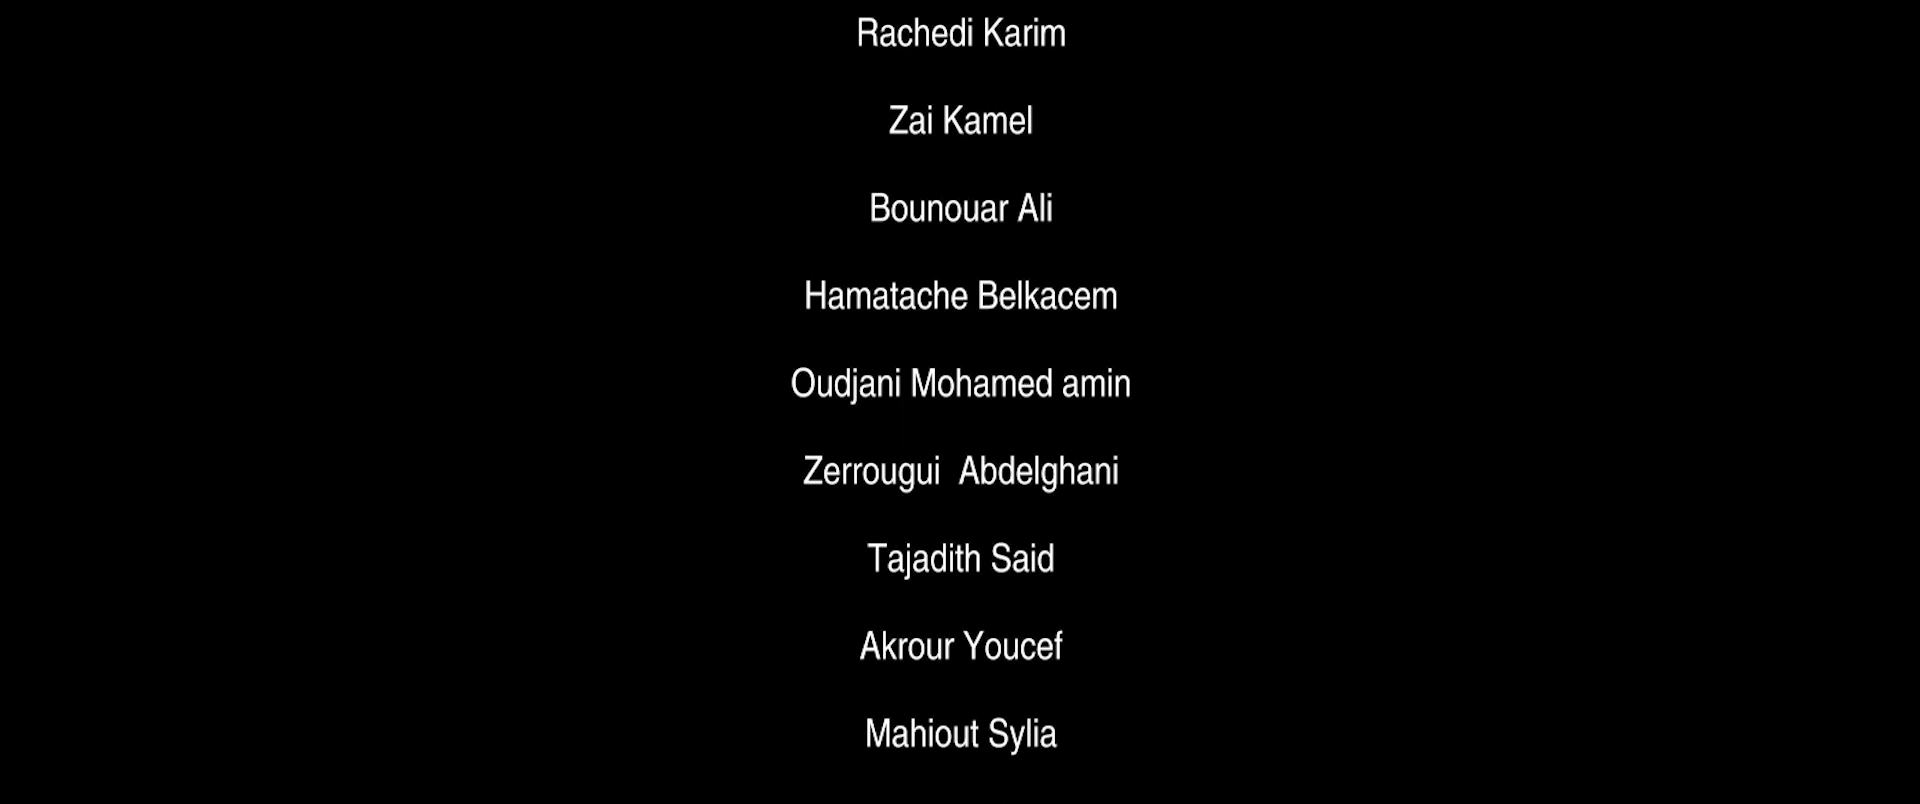 Rachedi Karim
Zai Kamel
Bounouar Ali
Hamatache Belkacem
Oudjani Mohamed amin
Zerrougui  Abdelghani
Tajadith Said
Akrour Youcef
Mahiout Sylia